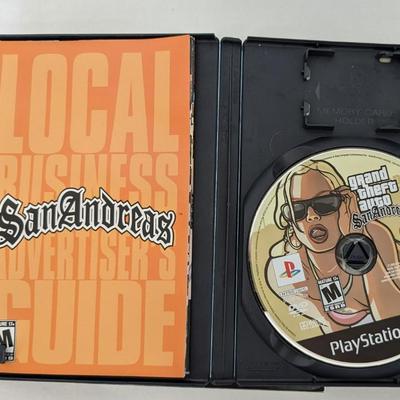 LOCAL
BUSINESS
San Andreas
ADVERTISER'S
GUIDE
M
MEMORY CARD
HOLDER
grand
theft
auto
San Andreas
M
PlayStation